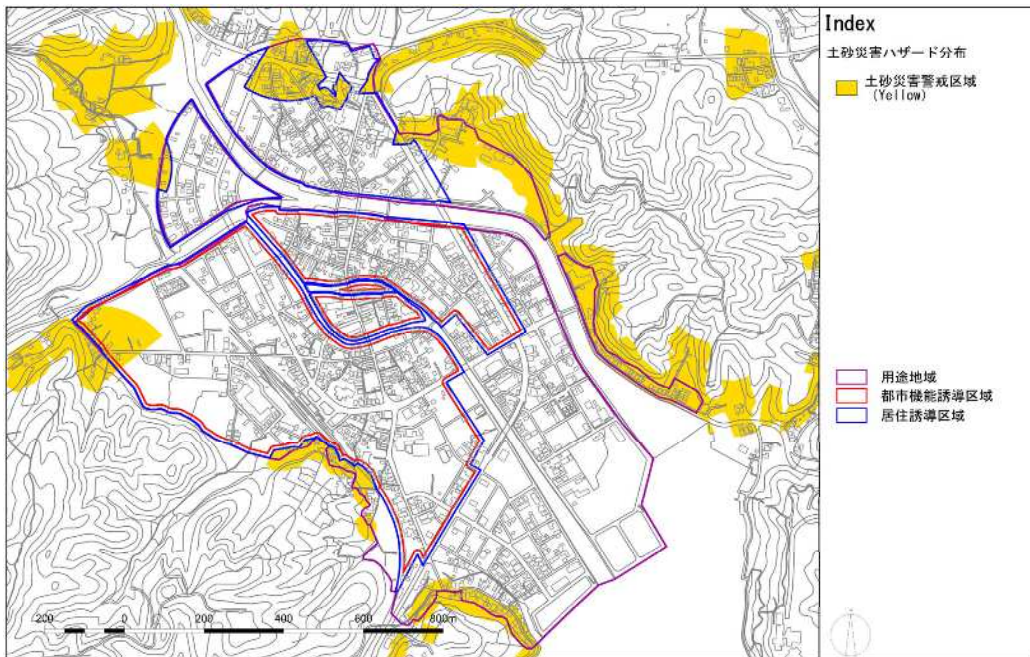 Index
土砂災害ハザード分布
土砂災害警戒区域
(Yellow)
用途地域
都市機能誘導区域
居住誘導区域
200 0 200 400 600 800m